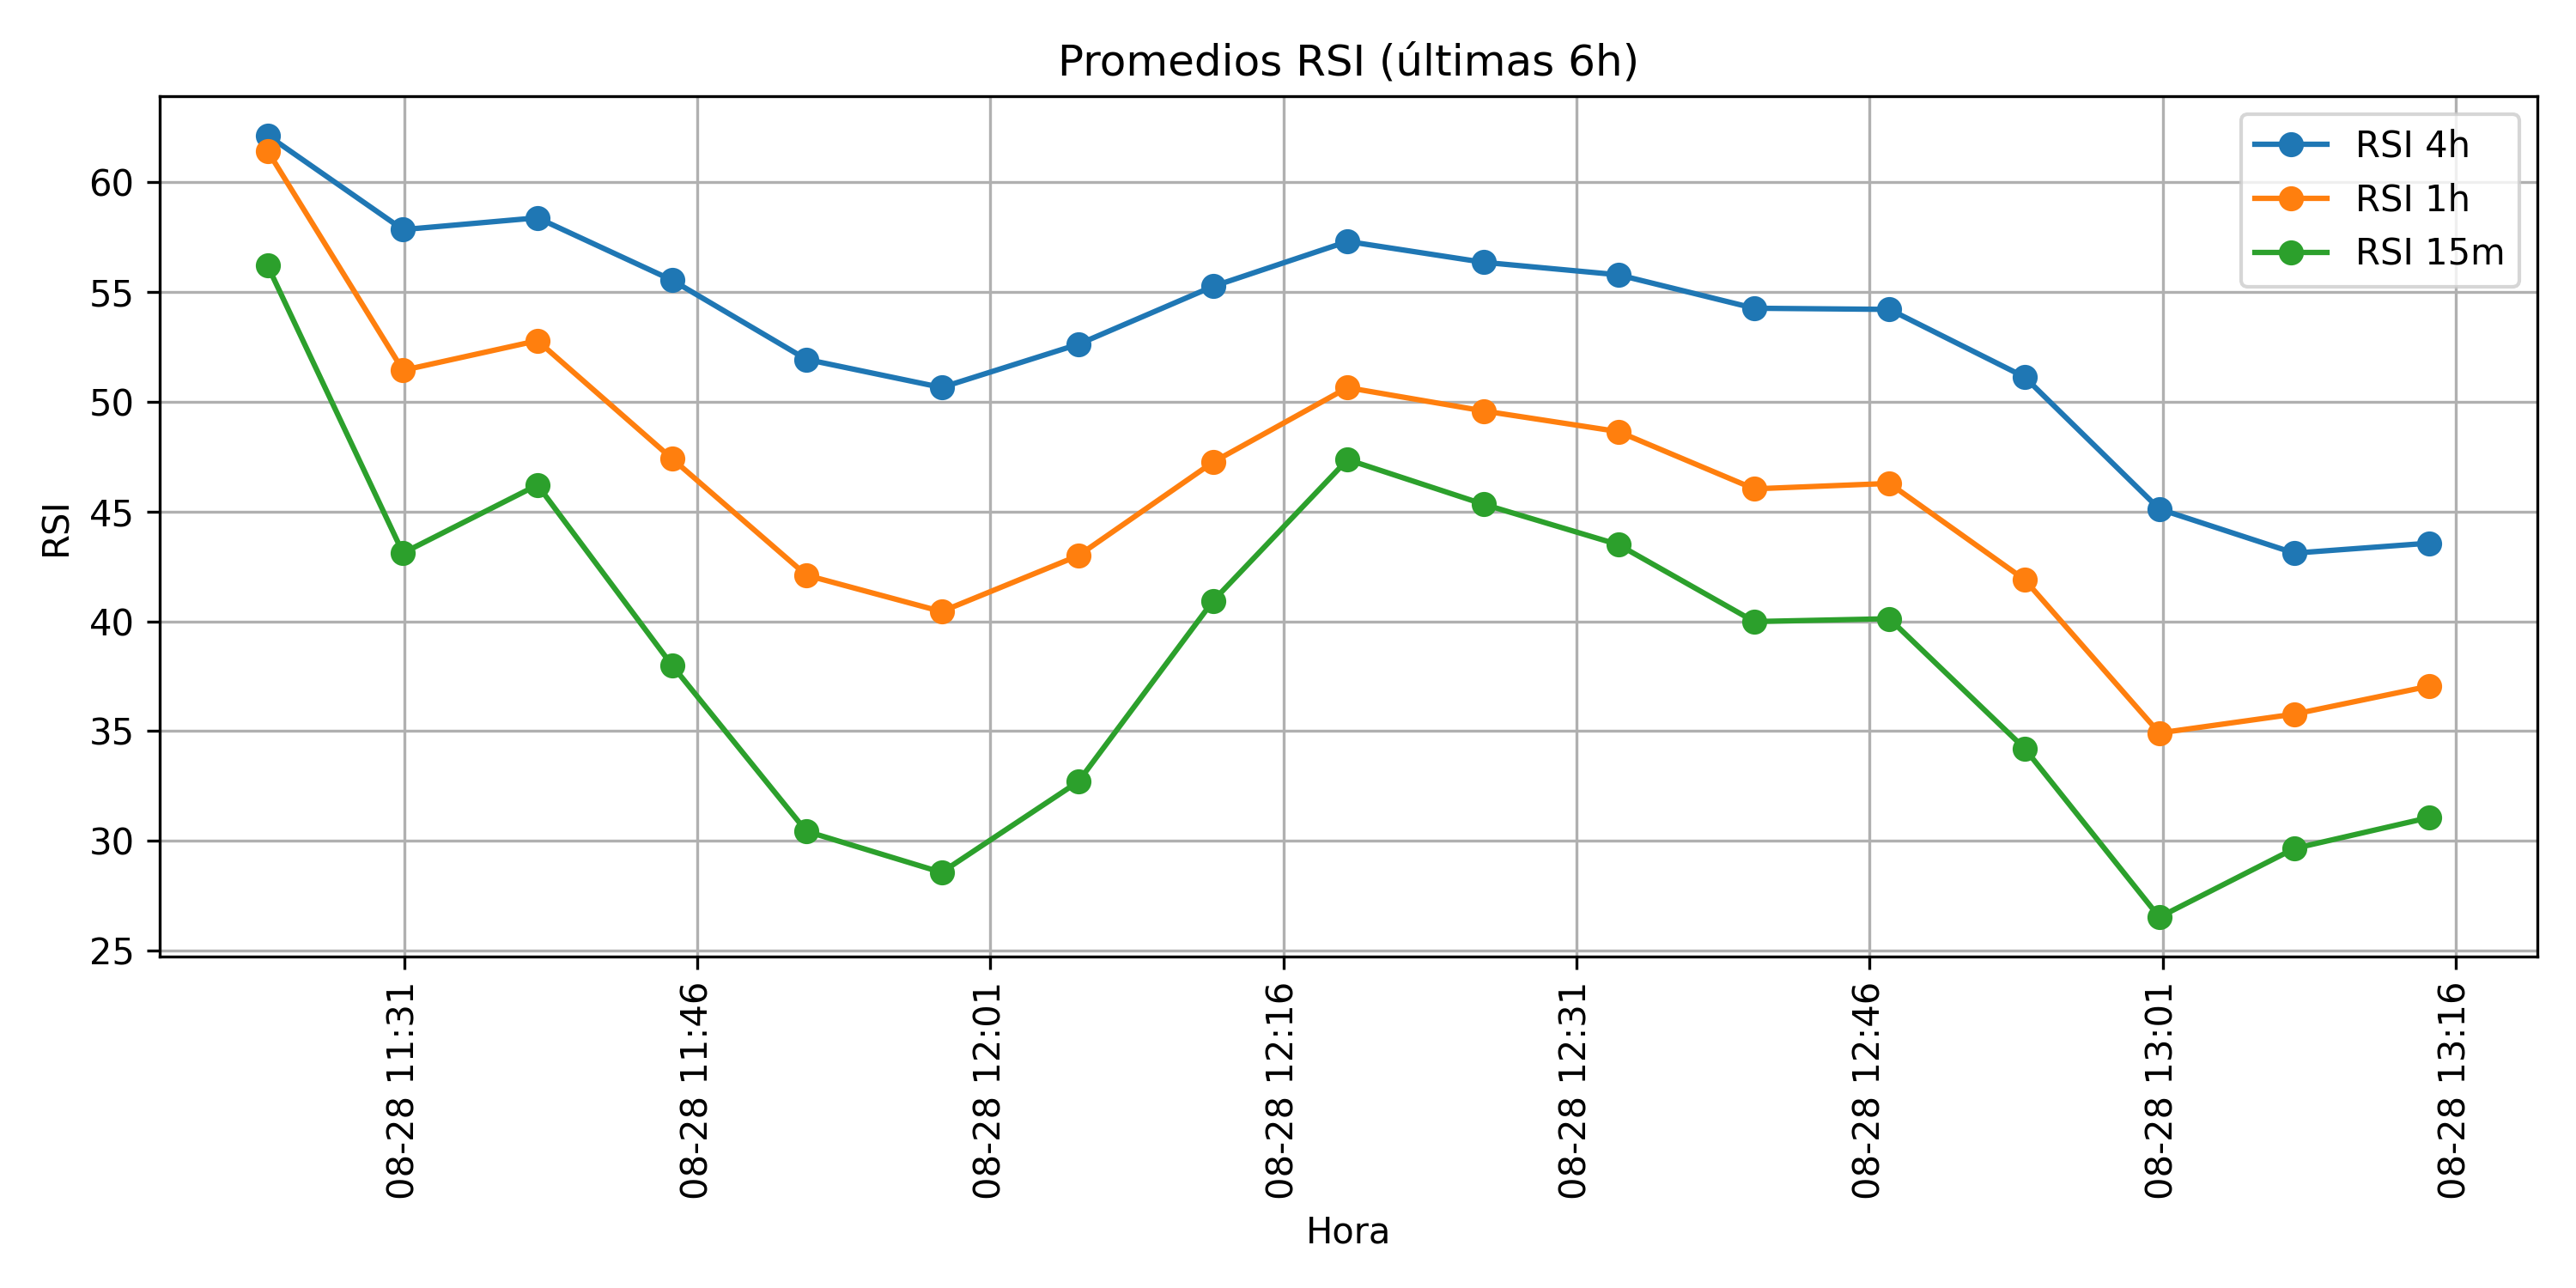 Promedios RSI (últimas 6h)
RSI 4h
RSI 1h
RSI 15m
RSI
60
55
50
45
40
35
30
25
08-28 11:31
08-28 11:46
08-28 12:01
08-28 12:16
08-28 12:31
08-28 12:46
08-28 13:01
08-28 13:16
Hora